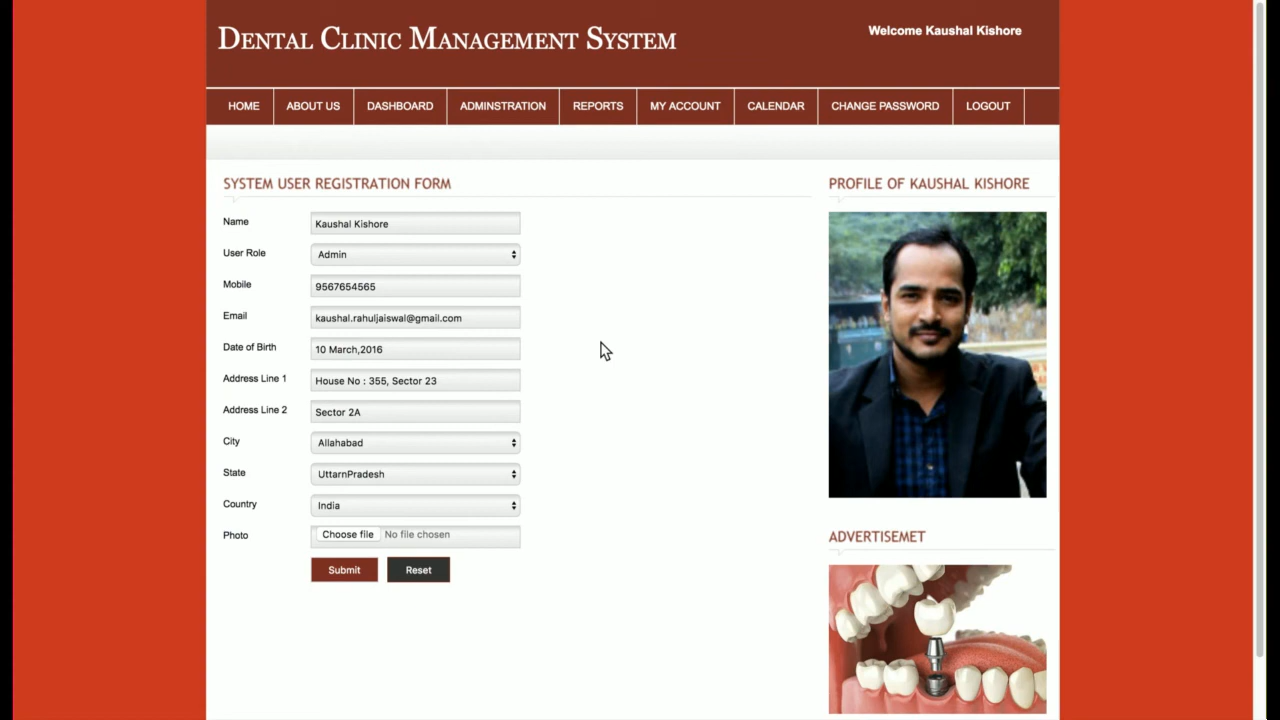 DENTAL CLINIC MANAGEMENT SYSTEM
Welcome Kaushal Kishore
HOME ABOUT US DASHBOARD ADMINSTRATION REPORTS MY ACCOUNT CALENDAR CHANGE PASSWORD LOGOUT
SYSTEM USER REGISTRATION FORM
Name Kaushal Kishore
User Role Admin
Mobile 9567654565
Email kaushal.rahuljaiswal@gmail.com
Date of Birth 10 March,2016
Address Line 1 House No : 355, Sector 23
Address Line 2 Sector 2A
City Allahabad
State UttarnPradesh
Country India
Photo Choose file No file chosen
Submit Reset
PROFILE OF KAUSHAL KISHORE
ADVERTISEMET